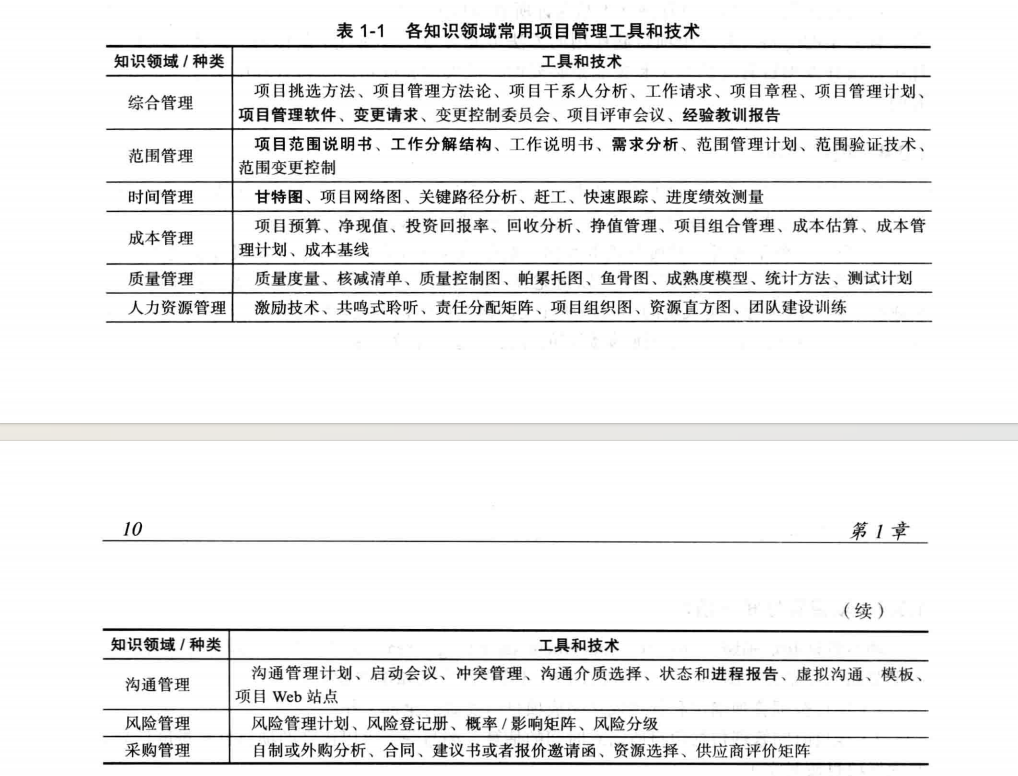 表 1-1 各知识领域常用项目管理工具和技术
知识领域 / 种类 工具和技术
综合管理 项目挑选方法、项目管理方法论、项目干系人分析、工作请求、项目章程、项目管理计划、
项目管理软件、变更请求、变更控制委员会、项目评审会议、经验教训报告
范围管理 项目范围说明书、工作分解结构、工作说明书、需求分析、范围管理计划、范围验证技术、
范围变更控制
时间管理 甘特图、项目网络图、关键路径分析、赶工、快速跟踪、进度绩效测量
成本管理 项目预算、净现值、投资回报率、回收分析、挣值管理、项目组合管理、成本估算、成本管
理计划、成本基线
质量管理 质量度量、核减清单、质量控制图、帕累托图、鱼骨图、成熟度模型、统计方法、测试计划
人力资源管理 激励技术、共鸣式聆听、责任分配矩阵、项目组织图、资源直方图、团队建设训练
10 第 1 章
（续）
知识领域 / 种类 工具和技术
沟通管理 沟通管理计划、启动会议、冲突管理、沟通介质选择、状态和进程报告、虚拟沟通、模板、
项目 Web 站点
风险管理 风险管理计划、风险登记册、概率 / 影响矩阵、风险分级
采购管理 自制或外购分析、合同、建议书或者报价邀请函、资源选择、供应商评价矩阵